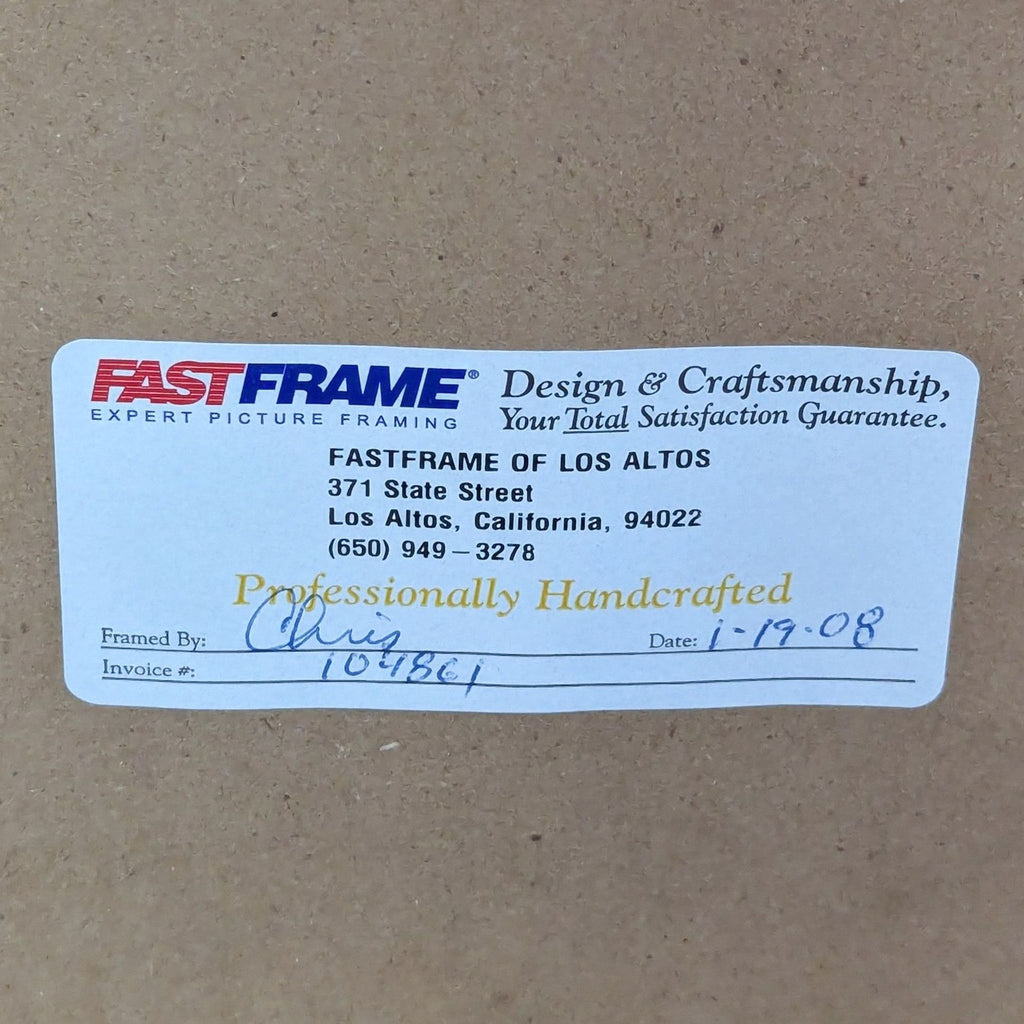 FASTFRAME® Design & Craftsmanship,
EXPERT PICTURE FRAMING Your Total Satisfaction Guarantee.
FASTFRAME OF LOS ALTOS
371 State Street
Los Altos, California, 94022
(650) 949–3278
Professionally Handcrafted
Framed By: Chris Date: 1-19-08
Invoice #: 104861